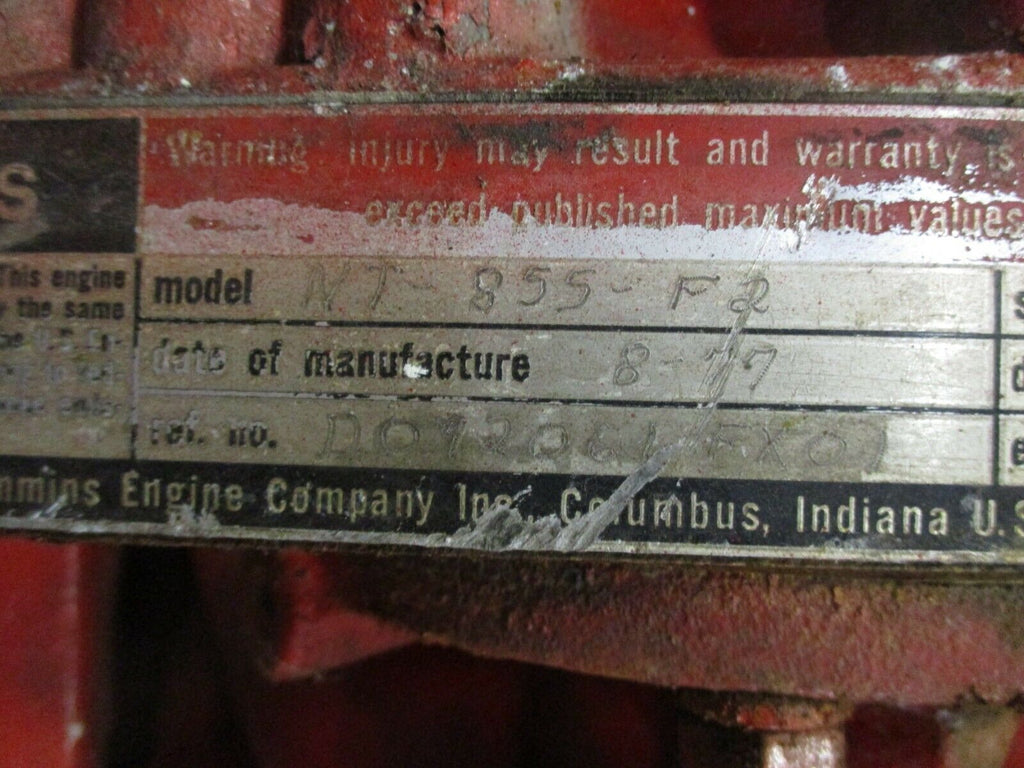 Warning Injury may result and warranty is
exceed published maximum values
S
This engine
the same
model NT-855-F2
date of manufacture 8-77
ref. no.
mmins Engine Company Inc., Columbus, Indiana U.S